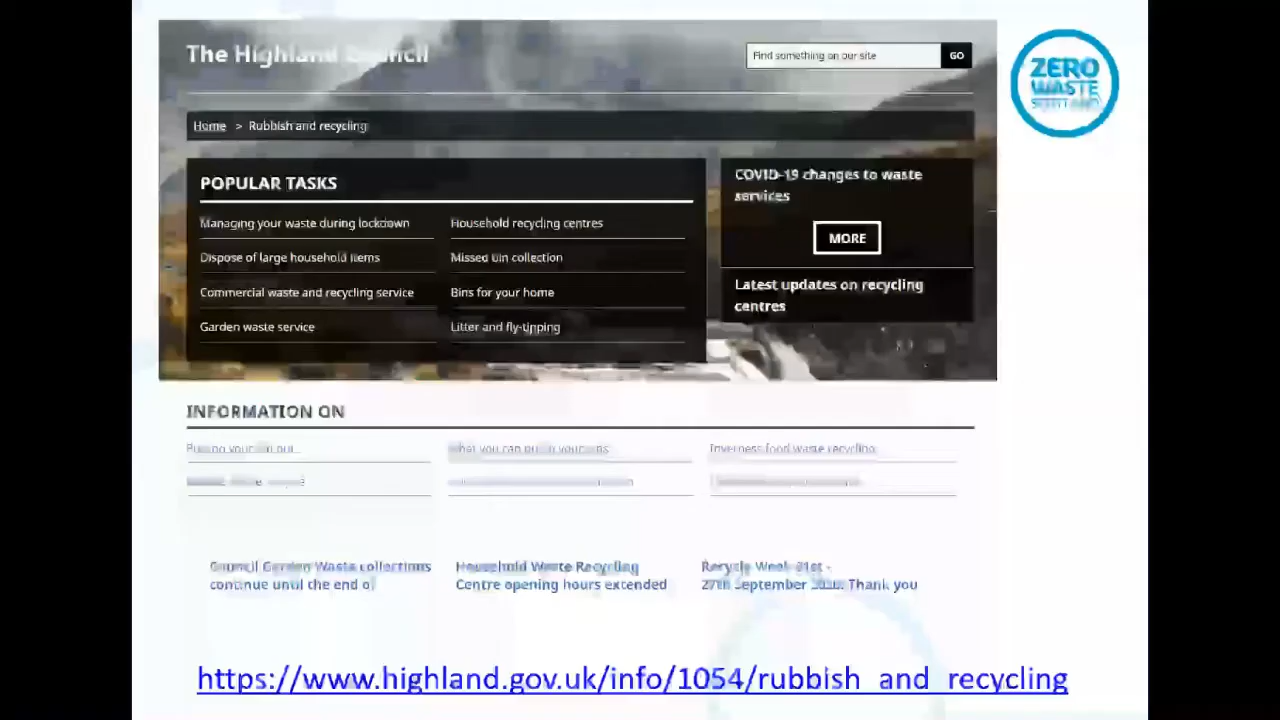 The Highland Council
Find something on our site
GO
ZERO
WASTE
SCOTLAND
Home > Rubbish and recycling
POPULAR TASKS
Managing your waste during lockdown
Household recycling centres
Dispose of large household items
Missed bin collection
Commercial waste and recycling service
Bins for your home
Garden waste service
Litter and fly-tipping
COVID-19 changes to waste
services
MORE
Latest updates on recycling
centres
INFORMATION ON
Putting your bin out
What you can put in your bins
Inverness food waste recycling
Council Garden Waste collections
continue until the end of
Household Waste Recycling
Centre opening hours extended
Recycle Week 21st -
27th September 2020. Thank you
https://www.highland.gov.uk/info/1054/rubbish_and_recycling